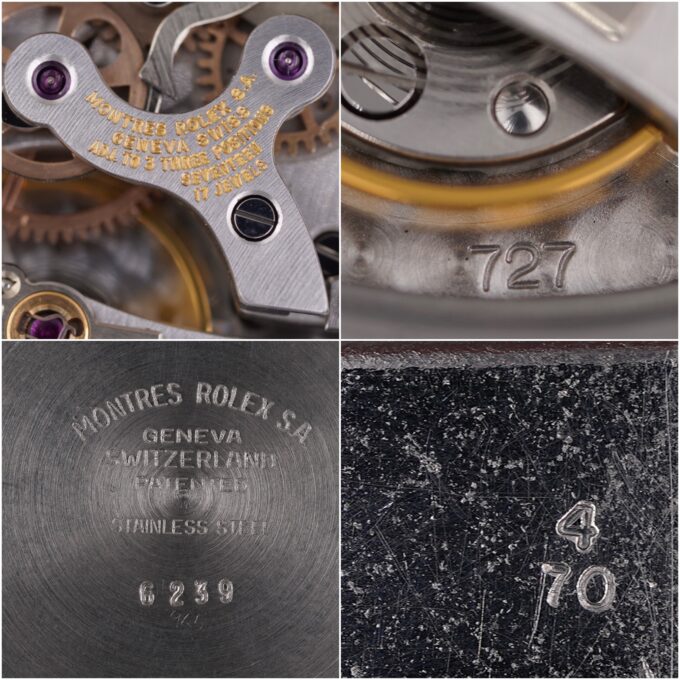 MONTRES ROLEX S.A.
GENEVA SWISS
ADJ. TO 3 THREE POSITIONS
SEVENTEEN
17 JEWELS
727
MONTRES ROLEX S.A.
GENEVA
SWITZERLAND
PATENTED
STAINLESS STEEL
6239
4
70